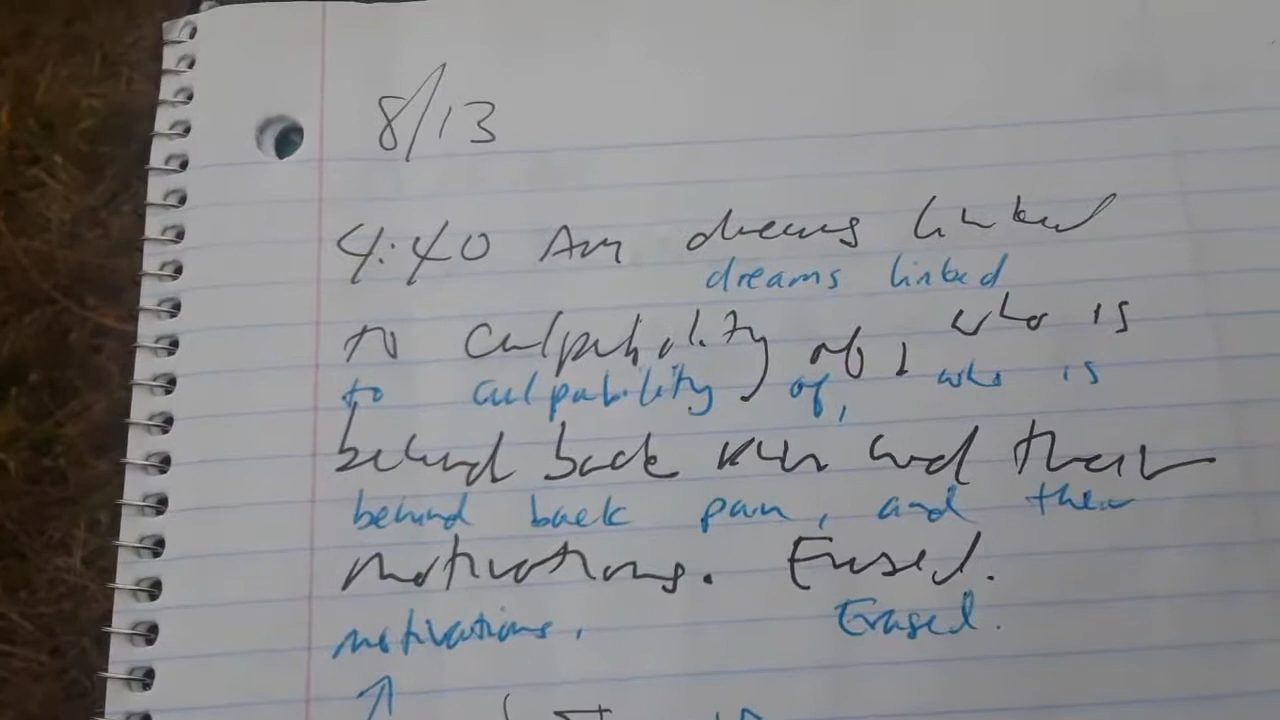 8/13
4:40 Am dreams linked
dreams linked
to culpability of, who is
to culpability of, who is
behind back pain and their
behind back pain, and their
motivations. Erased.
motivations. Erased.